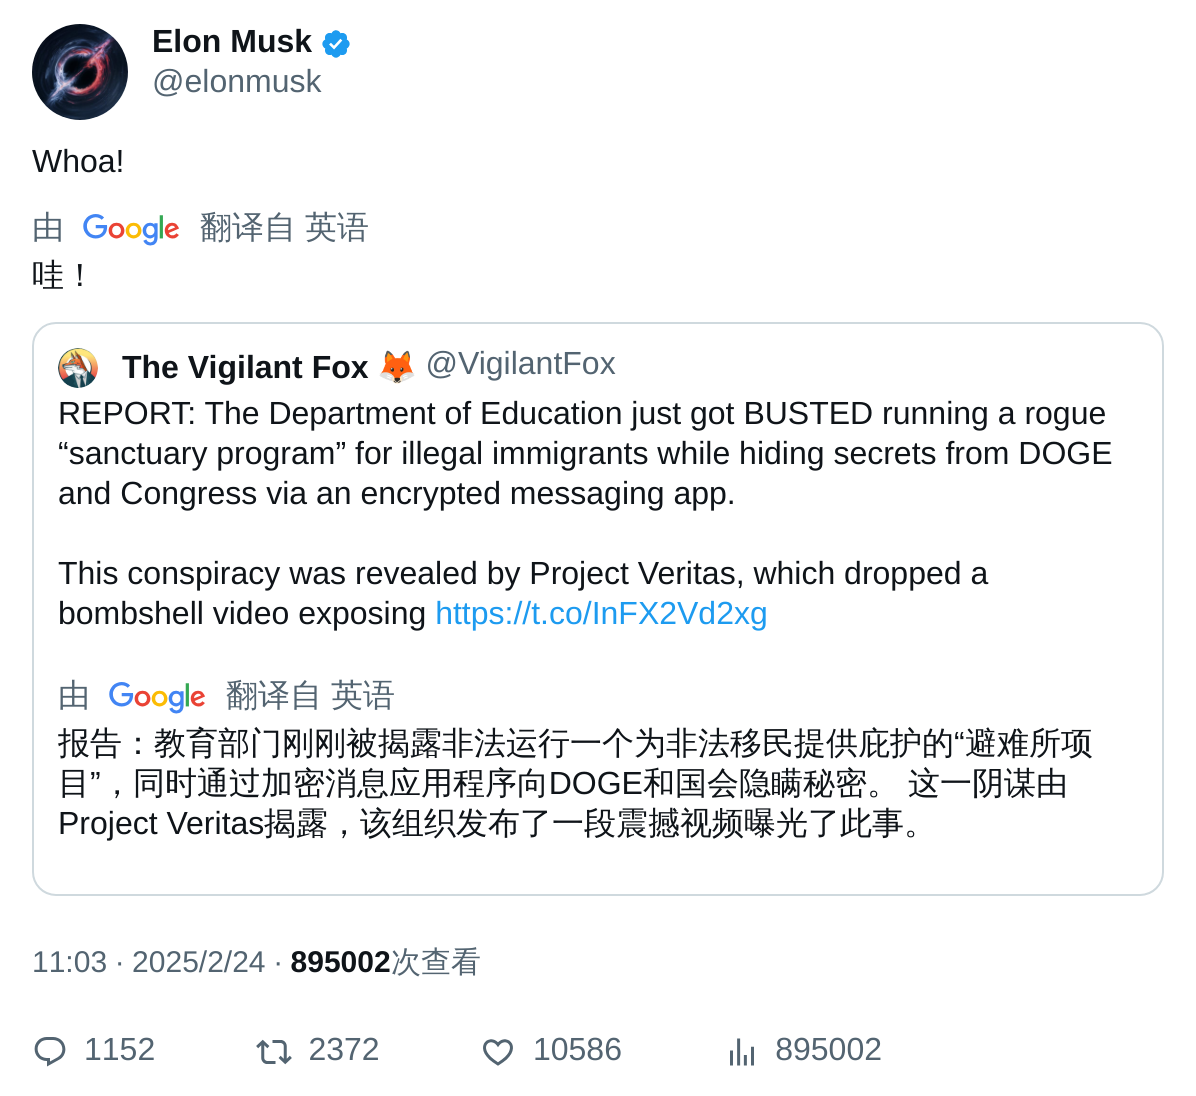 Elon Musk
@elonmusk
Whoa!
由 Google 翻译自 英语
哇！
The Vigilant Fox 🦊 @VigilantFox
REPORT: The Department of Education just got BUSTED running a rogue
“sanctuary program” for illegal immigrants while hiding secrets from DOGE
and Congress via an encrypted messaging app.
This conspiracy was revealed by Project Veritas, which dropped a
bombshell video exposing https://t.co/InFX2Vd2xg
由 Google 翻译自 英语
报告：教育部门刚刚被揭露非法运行一个为非法移民提供庇护的“避难所项
目”，同时通过加密消息应用程序向DOGE和国会隐瞒秘密。 这一阴谋由
Project Veritas揭露，该组织发布了一段震撼视频曝光了此事。
11:03 · 2025/2/24 · 895002次查看
1152 2372 10586 895002